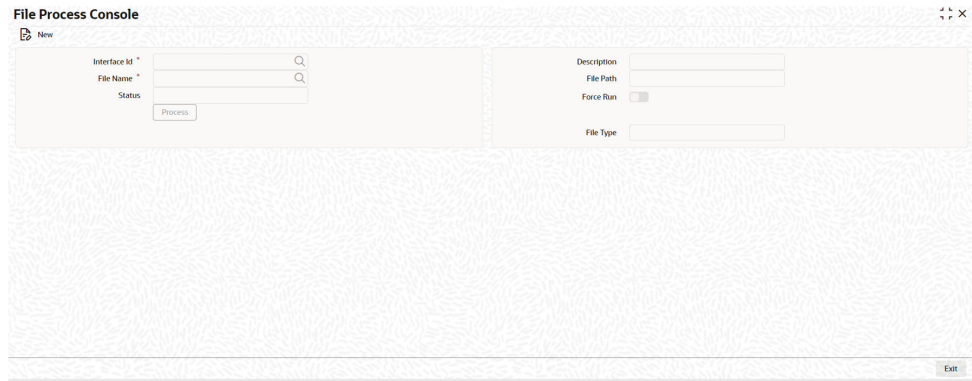 File Process Console
New
Interface Id *
File Name *
Status
Process
Description
File Path
Force Run
File Type
Exit